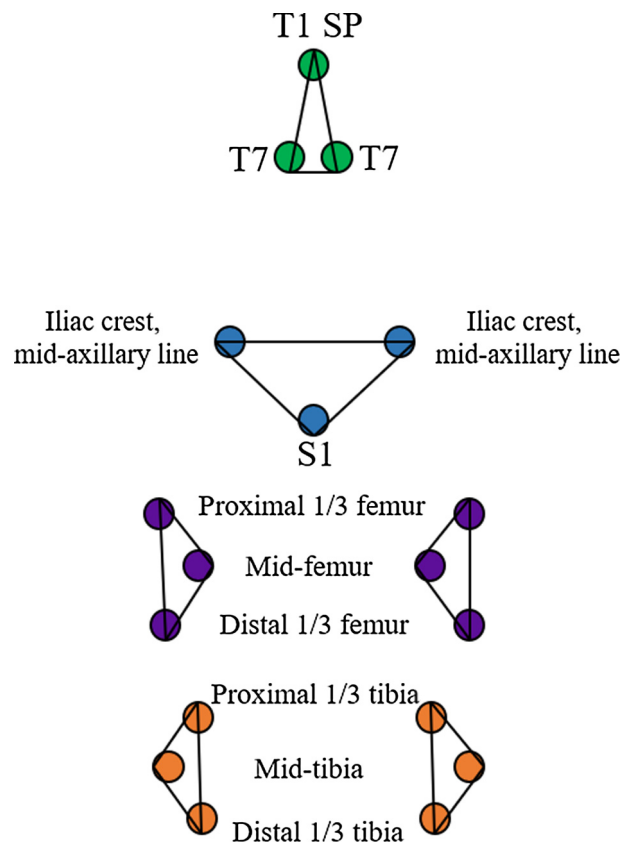 T1 SP
T7 T7
Iliac crest,
mid-axillary line
Iliac crest,
mid-axillary line
S1
Proximal 1/3 femur
Mid-femur
Distal 1/3 femur
Proximal 1/3 tibia
Mid-tibia
Distal 1/3 tibia